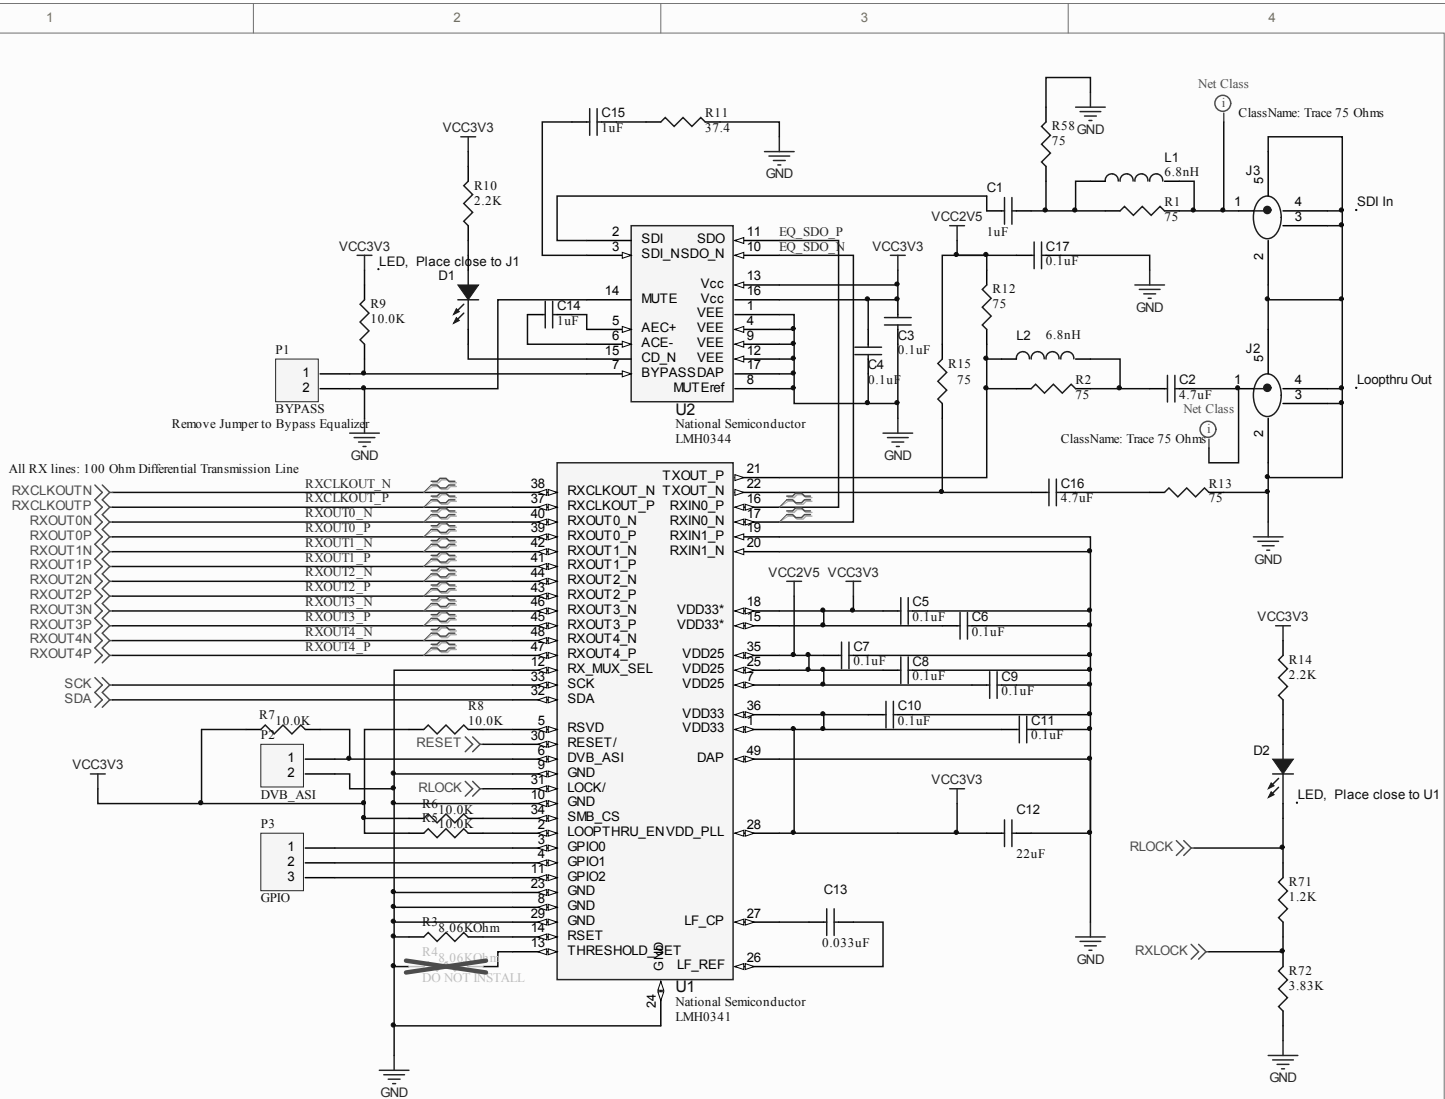 1 2 3 4
C15
1uF
R11
37.4
GND
VCC3V3
R10
2.2K
R58
75
GND
Net Class
i
ClassName: Trace 75 Ohms
L1
6.8nH
R1
75
C1
1uF
J3
5
1
4
3
2
SDI In
VCC3V3
LED, Place close to J1
D1
R9
10.0K
P1
1
2
BYPASS
Remove Jumper to Bypass Equalizer
GND
C14
1uF
2 SDI
3 SDI_N
14 MUTE
5 AEC+
6 ACE-
15 CD_N
7 BYPASS
SDO 11
SDO_N 10
Vcc 13
Vcc 16
VEE 1
VEE 4
VEE 9
VEE 12
DAP 17
MUTEref 8
U2
National Semiconductor
LMH0344
EQ_SDO_P
EQ_SDO_N
VCC3V3
C3
0.1uF
C4
0.1uF
GND
VCC2V5
C17
0.1uF
GND
R12
75
R15
75
L2 6.8nH
R2
75
C2
4.7uF
Net Class
i
ClassName: Trace 75 Ohms
J2
5
1
4
3
2
Loopthru Out
C16
4.7uF
R13
75
GND
All RX lines: 100 Ohm Differential Transmission Line
RXCLKOUTN RXCLKOUT_N 38 RXCLKOUT_N
RXCLKOUTP RXCLKOUT_P 37 RXCLKOUT_P
RXOUT0N RXOUT0_N 40 RXOUT0_N
RXOUT0P RXOUT0_P 39 RXOUT0_P
RXOUT1N RXOUT1_N 42 RXOUT1_N
RXOUT1P RXOUT1_P 41 RXOUT1_P
RXOUT2N RXOUT2_N 44 RXOUT2_N
RXOUT2P RXOUT2_P 43 RXOUT2_P
RXOUT3N RXOUT3_N 46 RXOUT3_N
RXOUT3P RXOUT3_P 45 RXOUT3_P
RXOUT4N RXOUT4_N 48 RXOUT4_N
RXOUT4P RXOUT4_P 47 RXOUT4_P
12 RX_MUX_SEL
SCK 33 SCK
SDA 32 SDA
R7 10.0K
R8
10.0K
5 RSVD
RESET 30 RESET/
6 DVB_ASI
9 GND
RLOCK 31 LOCK/
10 GND
R6 10.0K 34 SMB_CS
R5 10.0K 2 LOOPTHRU_EN
3 GPIO0
4 GPIO1
11 GPIO2
23 GND
8 GND
29 GND
R3 8.06KOhm 14 RSET
R4 8.06KOhm 13 THRESHOLD_SET
DO NOT INSTALL
VCC3V3
P2
1
2
DVB_ASI
P3
1
2
3
GPIO
GND
TXOUT_P 21
TXOUT_N 22
RXIN0_P 16
RXIN0_N 17
RXIN1_P 19
RXIN1_N 20
VDD33* 18
VDD33* 15
VDD25 35
VDD25 25
VDD25 7
VDD33 36
VDD33 1
DAP 49
VDD_PLL 28
LF_CP 27
LF_REF 26
GND
24
U1
National Semiconductor
LMH0341
VCC2V5 VCC3V3
C5
0.1uF
C6
0.1uF
C7
0.1uF
C8
0.1uF
C9
0.1uF
C10
0.1uF
C11
0.1uF
VCC3V3
C12
22uF
C13
0.033uF
GND
VCC3V3
R14
2.2K
D2
LED, Place close to U1
RLOCK
R71
1.2K
RXLOCK
R72
3.83K
GND